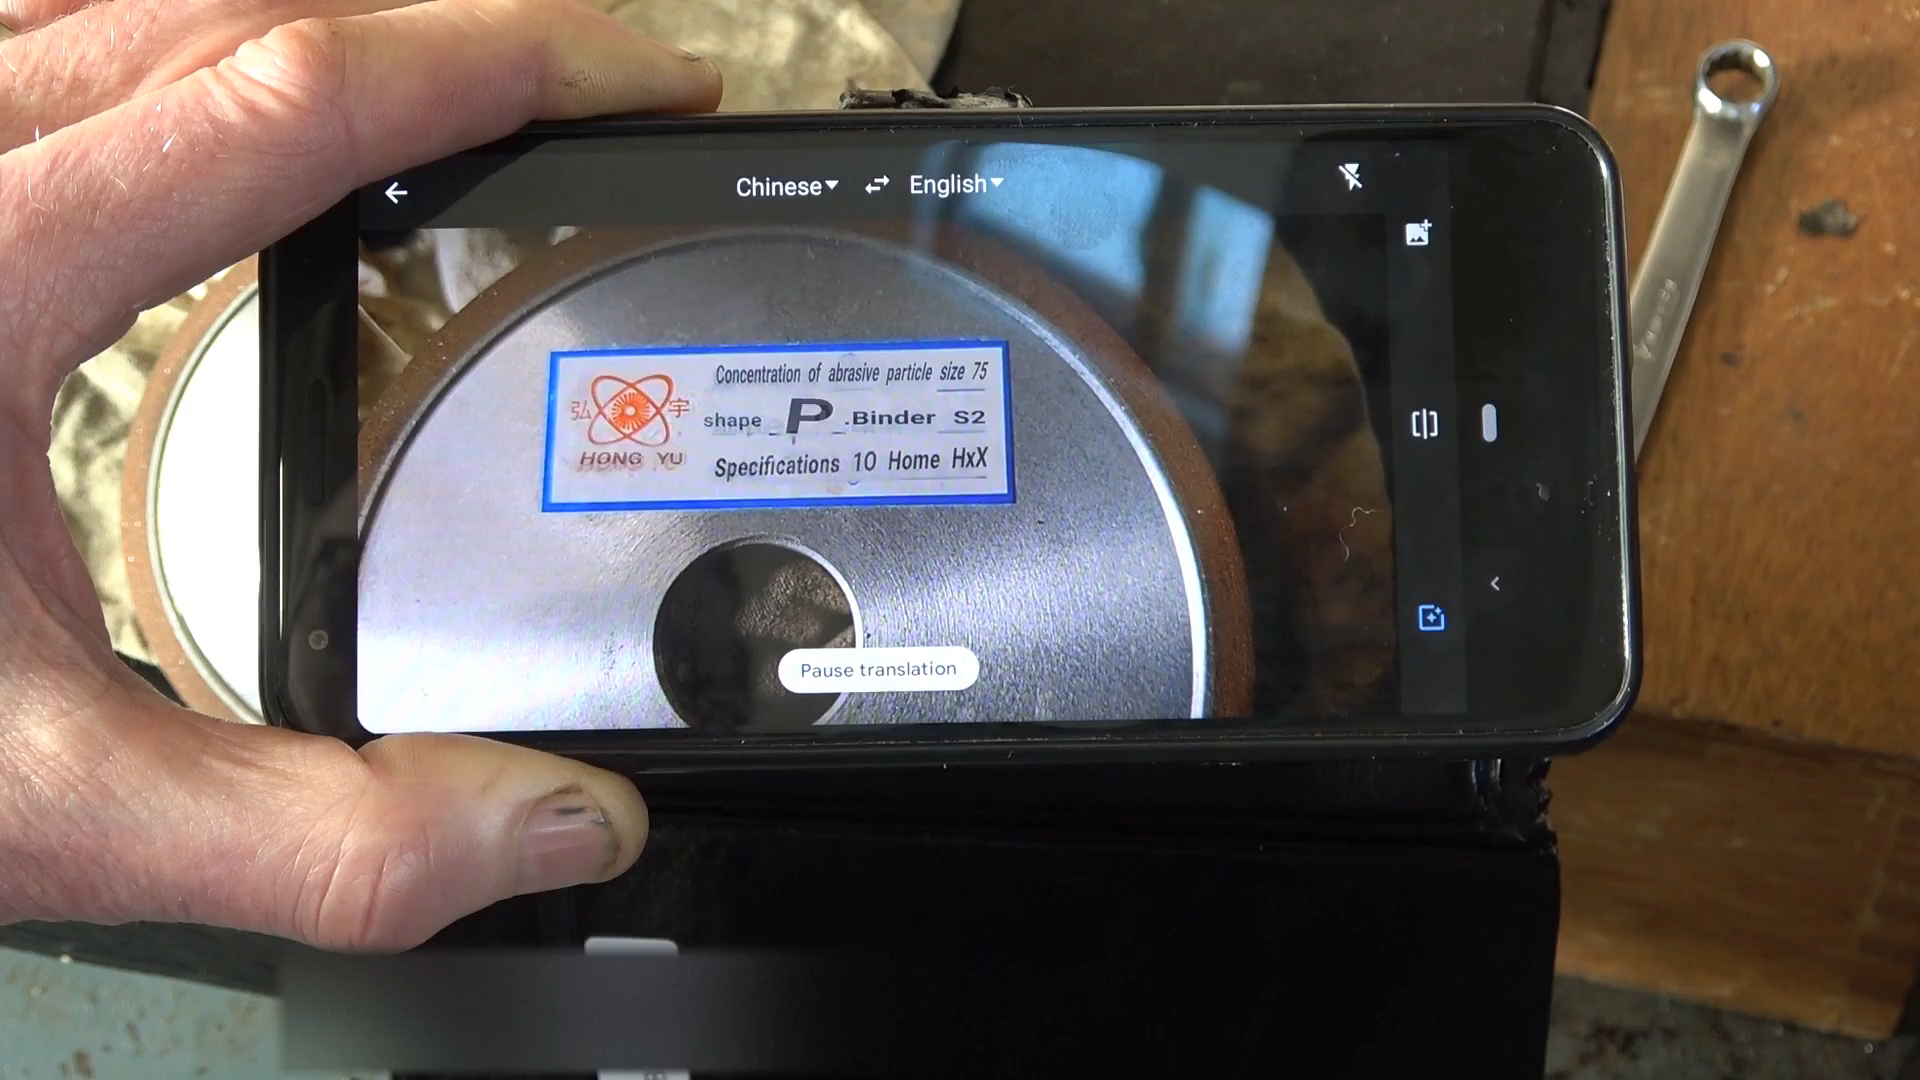 Chinese English
弘 宇
HONG YU
Concentration of abrasive particle size 75
shape P .Binder S2
Specifications 10 Home HxX
Pause translation